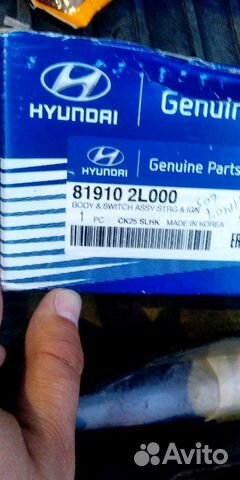 HYUNDAI
Genui
HYUNDAI
Genuine Parts
81910 2L000
BODY & SWITCH ASSY-STRG & IGN
1 PC CK25 SLHK MADE IN KOREA
Avito